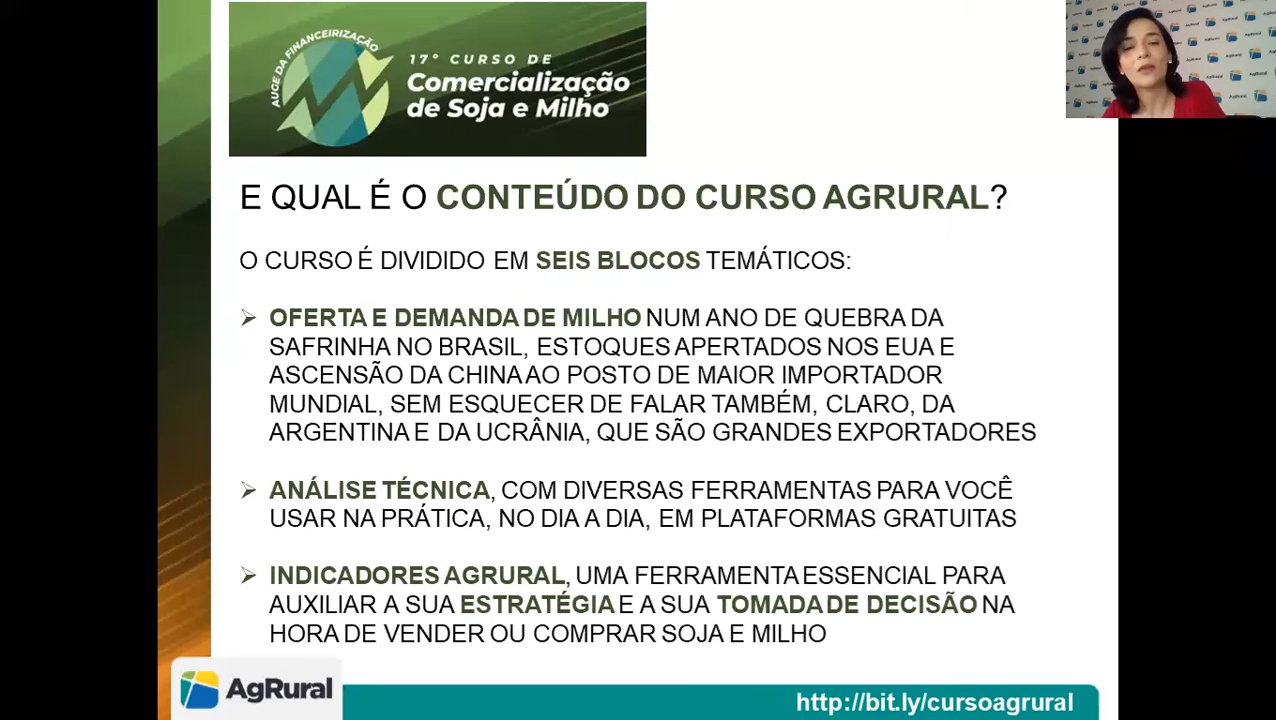 AUGE DA FINANCEIRIZAÇÃO
17º CURSO DE
Comercialização
de Soja e Milho
E QUAL É O CONTEÚDO DO CURSO AGRURAL?
O CURSO É DIVIDIDO EM SEIS BLOCOS TEMÁTICOS:
OFERTA E DEMANDA DE MILHO NUM ANO DE QUEBRA DA
SAFRINHA NO BRASIL, ESTOQUES APERTADOS NOS EUA E
ASCENSÃO DA CHINA AO POSTO DE MAIOR IMPORTADOR
MUNDIAL, SEM ESQUECER DE FALAR TAMBÉM, CLARO, DA
ARGENTINA E DA UCRÂNIA, QUE SÃO GRANDES EXPORTADORES
ANÁLISE TÉCNICA, COM DIVERSAS FERRAMENTAS PARA VOCÊ
USAR NA PRÁTICA, NO DIA A DIA, EM PLATAFORMAS GRATUITAS
INDICADORES AGRURAL, UMA FERRAMENTA ESSENCIAL PARA
AUXILIAR A SUA ESTRATÉGIA E A SUA TOMADA DE DECISÃO NA
HORA DE VENDER OU COMPRAR SOJA E MILHO
AgRural
http://bit.ly/cursoagrural